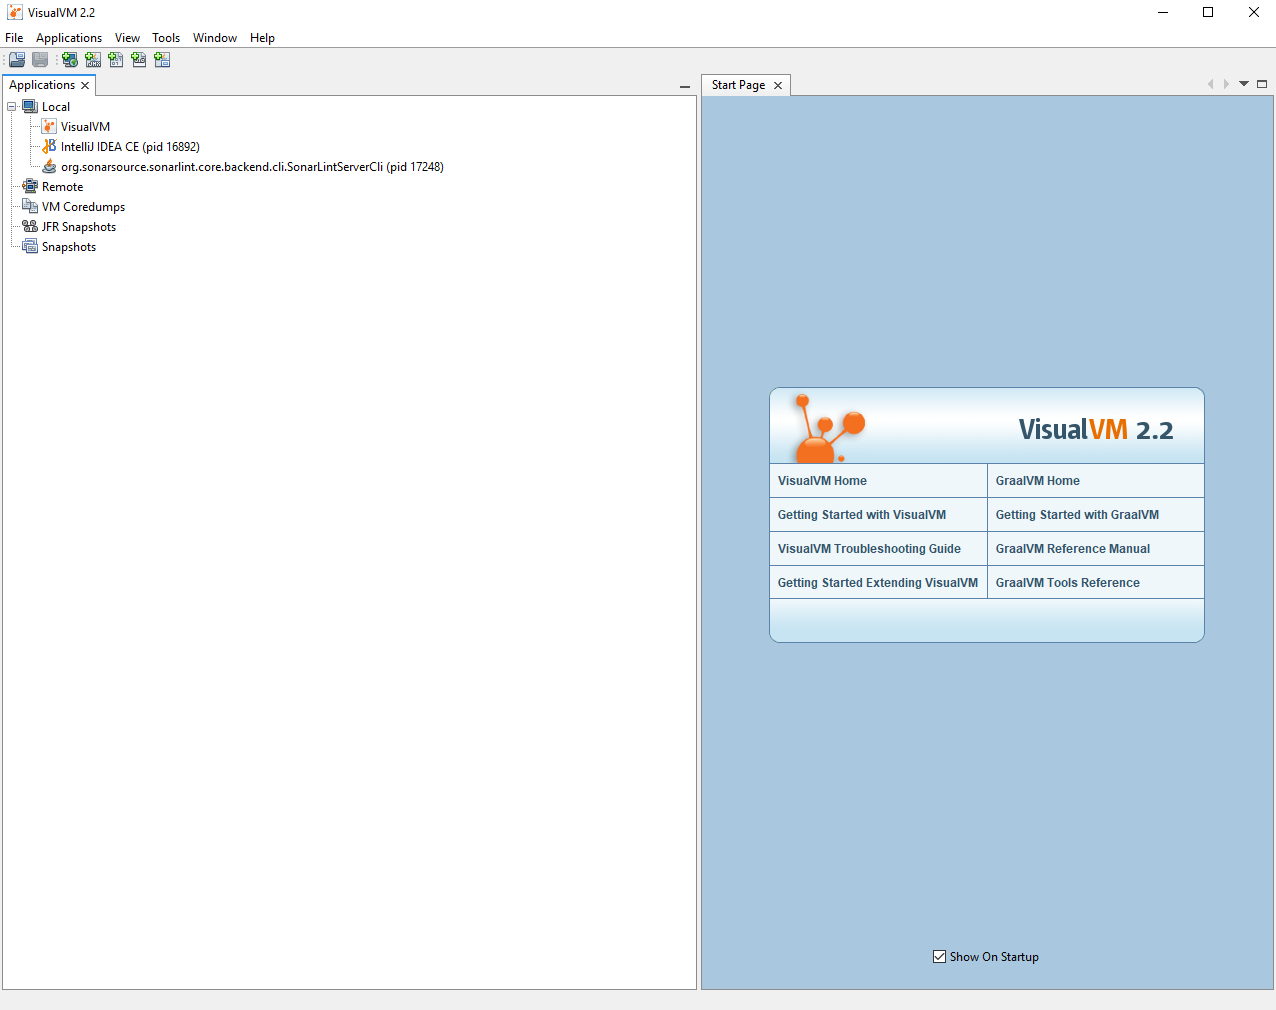 VisualVM 2.2
File Applications View Tools Window Help
Applications
Local
VisualVM
IntelliJ IDEA CE (pid 16892)
org.sonarsource.sonarlint.core.backend.cli.SonarLintServerCli (pid 17248)
Remote
VM Coredumps
JFR Snapshots
Snapshots
Start Page
VisualVM 2.2
VisualVM Home
GraalVM Home
Getting Started with VisualVM
Getting Started with GraalVM
VisualVM Troubleshooting Guide
GraalVM Reference Manual
Getting Started Extending VisualVM
GraalVM Tools Reference
Show On Startup